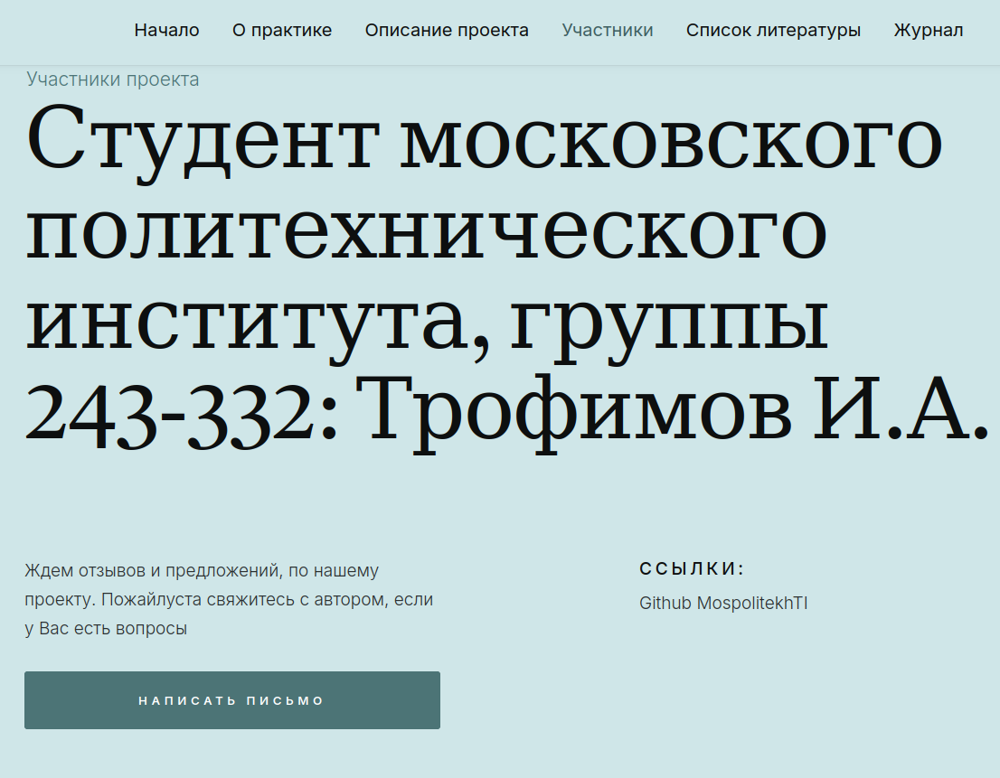 Начало О практике Описание проекта Участники Список литературы Журнал
Участники проекта
Студент московского
политехнического
института, группы
243-332: Трофимов И.А.
Ждем отзывов и предложений, по нашему
проекту. Пожайлуста свяжитесь с автором, если
у Вас есть вопросы
НАПИСАТЬ ПИСЬМО
ССЫЛКИ:
Github MospolitekhTI